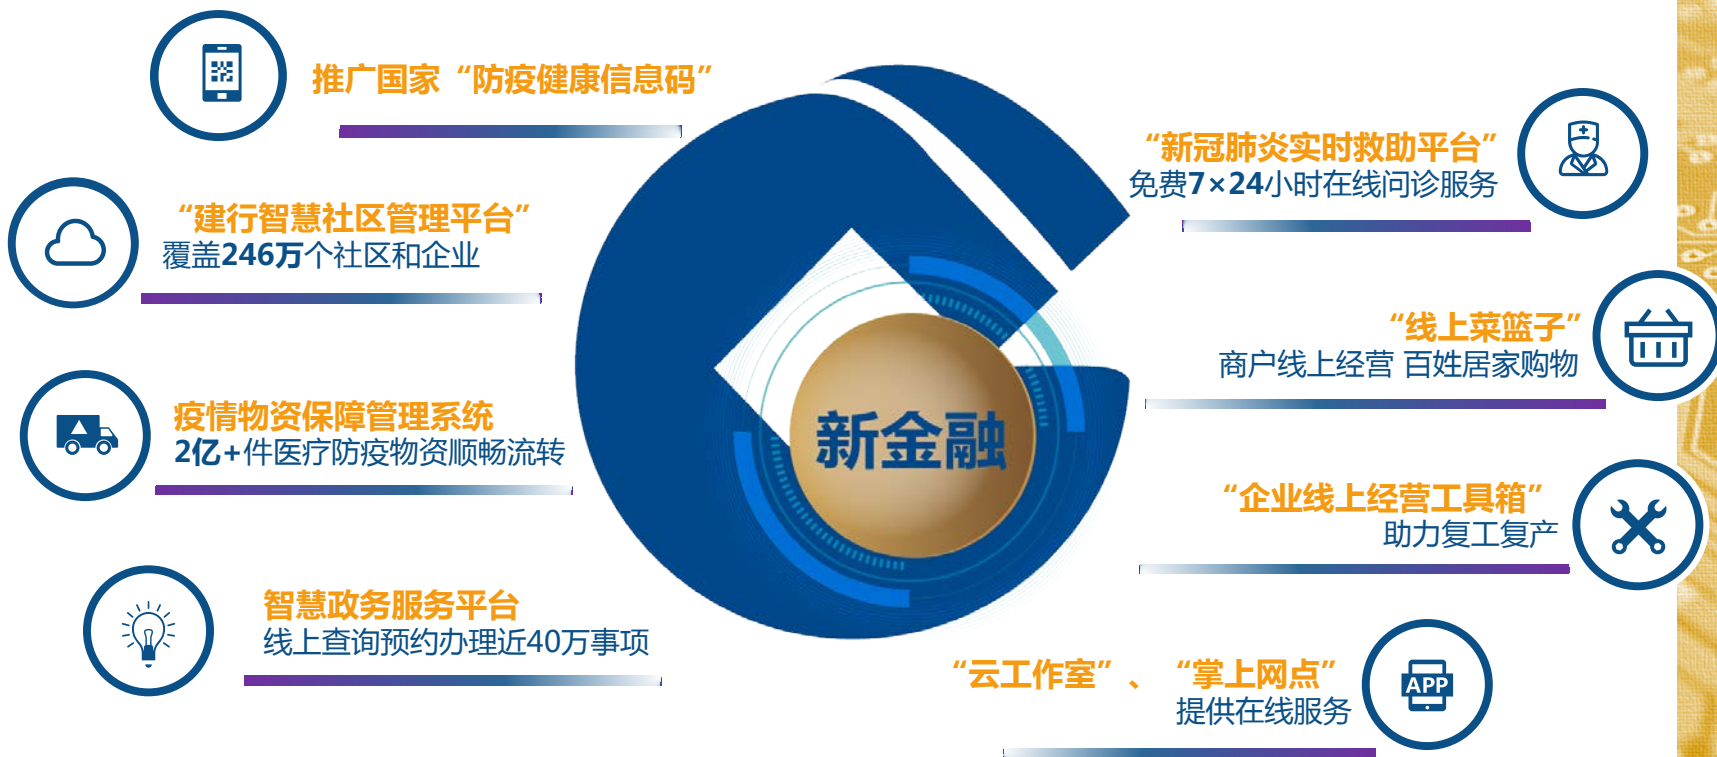 推广国家“防疫健康信息码”
“建行智慧社区管理平台”
覆盖246万个社区和企业
疫情物资保障管理系统
2亿+件医疗防疫物资顺畅流转
智慧政务服务平台
线上查询预约办理近40万事项
新金融
“新冠肺炎实时救助平台”
免费7×24小时在线问诊服务
“线上菜篮子”
商户线上经营 百姓居家购物
“企业线上经营工具箱”
助力复工复产
“云工作室”、“掌上网点”
提供在线服务
APP